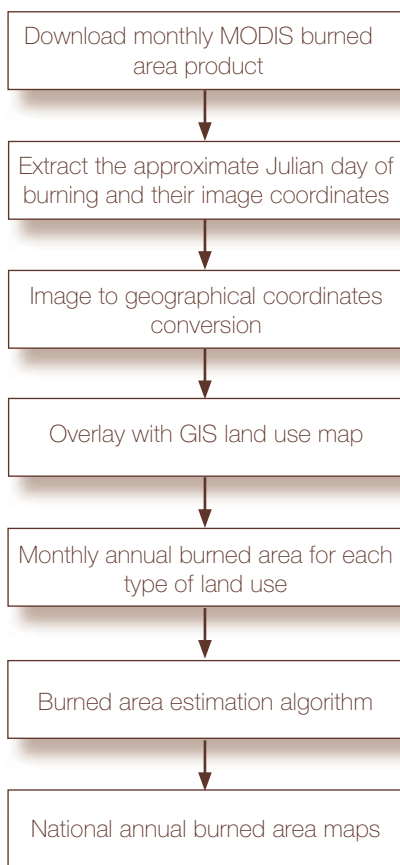 Download monthly MODIS burned
area product
Extract the approximate Julian day of
burning and their image coordinates
Image to geographical coordinates
conversion
Overlay with GIS land use map
Monthly annual burned area for each
type of land use
Burned area estimation algorithm
National annual burned area maps